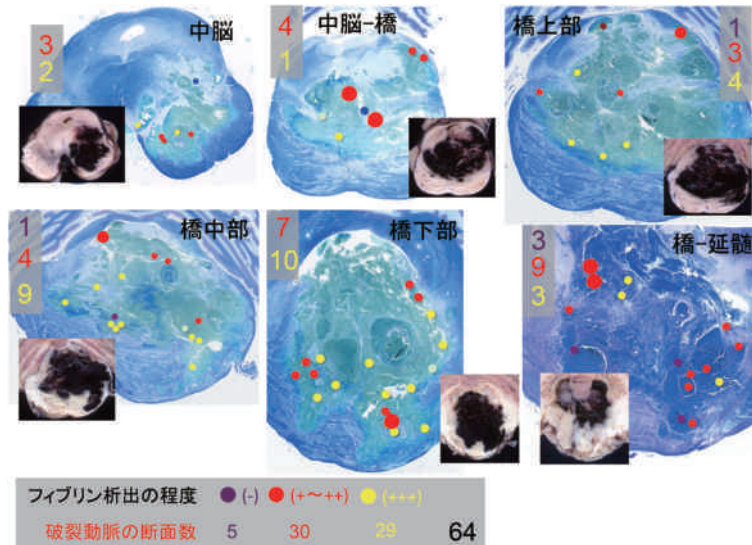 中脳
3
2
中脳-橋
4
1
橋上部
1
3
4
橋中部
1
4
9
橋下部
7
10
橋-延髄
3
9
3
フィブリン析出の程度 (-) (+〜++) (+++)
破裂動脈の断面数 5 30 29 64